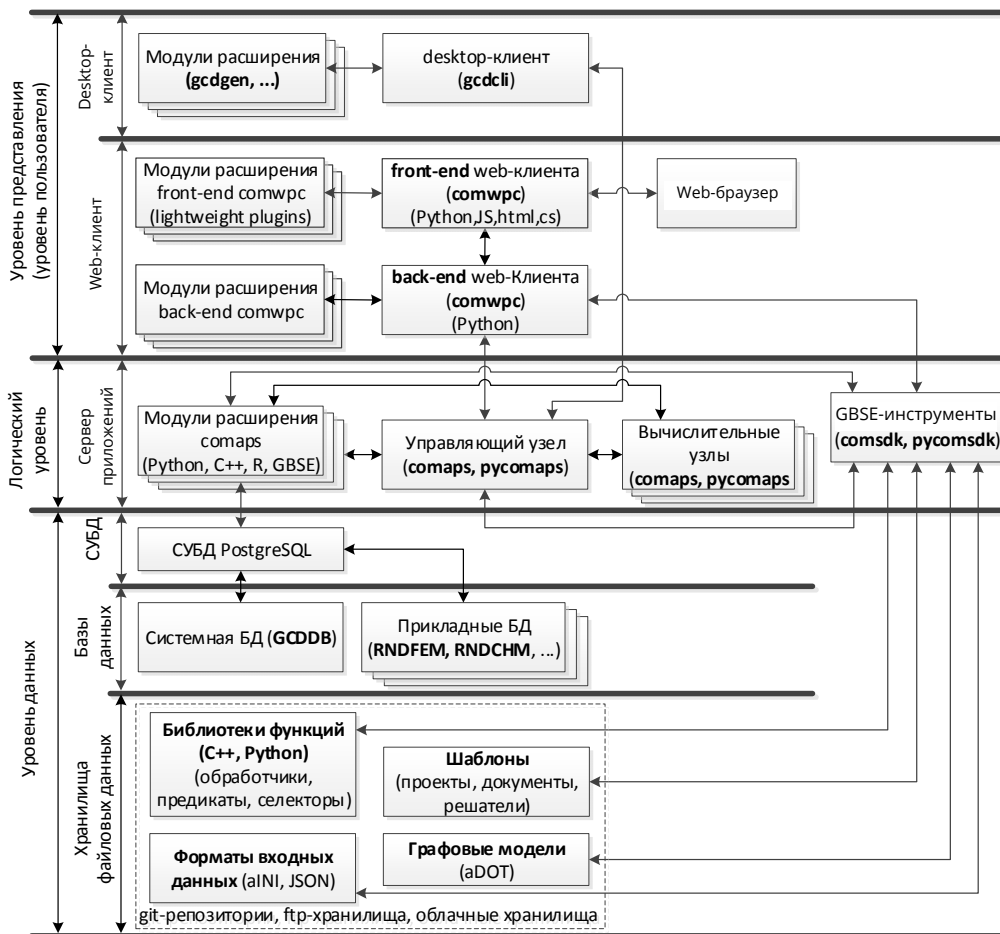 Уровень представления
(уровень пользователя)
Desktop-
клиент
Модули расширения
(gcdgen, ...)
desktop-клиент
(gcdcli)
Web-клиент
Модули расширения
front-end comwpc
(lightweight plugins)
front-end web-клиента
(comwpc)
(Python,JS,html,cs)
Web-браузер
Модули расширения
back-end comwpc
back-end web-Клиента
(comwpc)
(Python)
Логический
уровень
Сервер
приложений
Модули расширения
comaps
(Python, C++, R, GBSE)
Управляющий узел
(comaps, pycomaps)
Вычислительные
узлы
(comaps, pycomaps
GBSE-инструменты
(comsdk, pycomsdk)
Уровень данных
СУБД
СУБД PostgreSQL
Базы
данных
Системная БД (GCDDB)
Прикладные БД
(RNDFEM, RNDCHM, ...)
Хранилища
файловых данных
Библиотеки функций
(C++, Python)
(обработчики,
предикаты, селекторы)
Шаблоны
(проекты, документы,
решатели)
Форматы входных
данных (aINI, JSON)
Графовые модели
(aDOT)
git-репозитории, ftp-хранилища, облачные хранилища